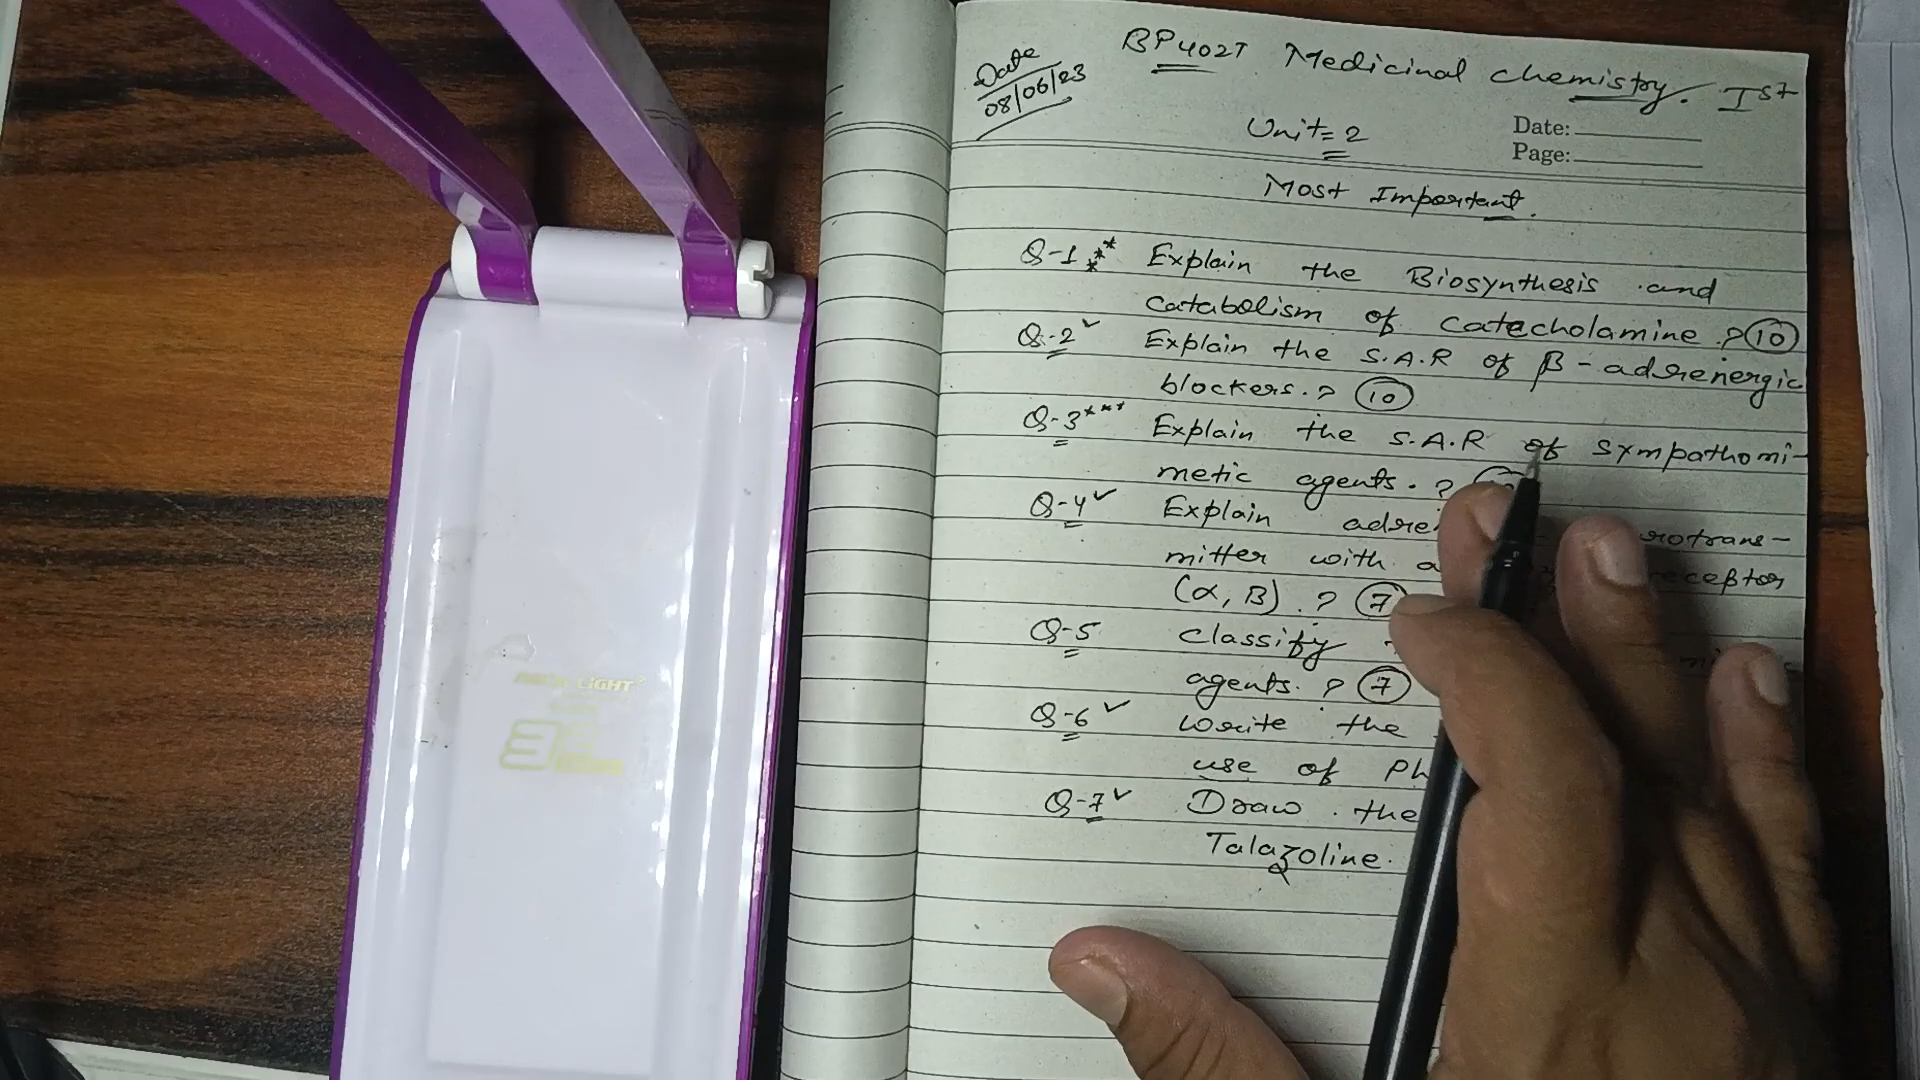 BP402T Medicinal chemistry. Ist
Date
08/06/23
Unit = 2
Date:
Page:
Most Important.
Q-1 *** Explain the Biosynthesis and
catabolism of catecholamine ? 10
Q-2 ✓ Explain the S.A.R of β-adrenergic
blockers. ? 10
Q-3 *** Explain the S.A.R of sympathomi-
metic agents. ?
Q-4 ✓ Explain
mitter with receptor
(α, β) . ? 7
Q-5 classify
agents. ? 7
Q-6 ✓ write the
use of
Q-7 ✓ Draw the
Talazoline.
LIGHT